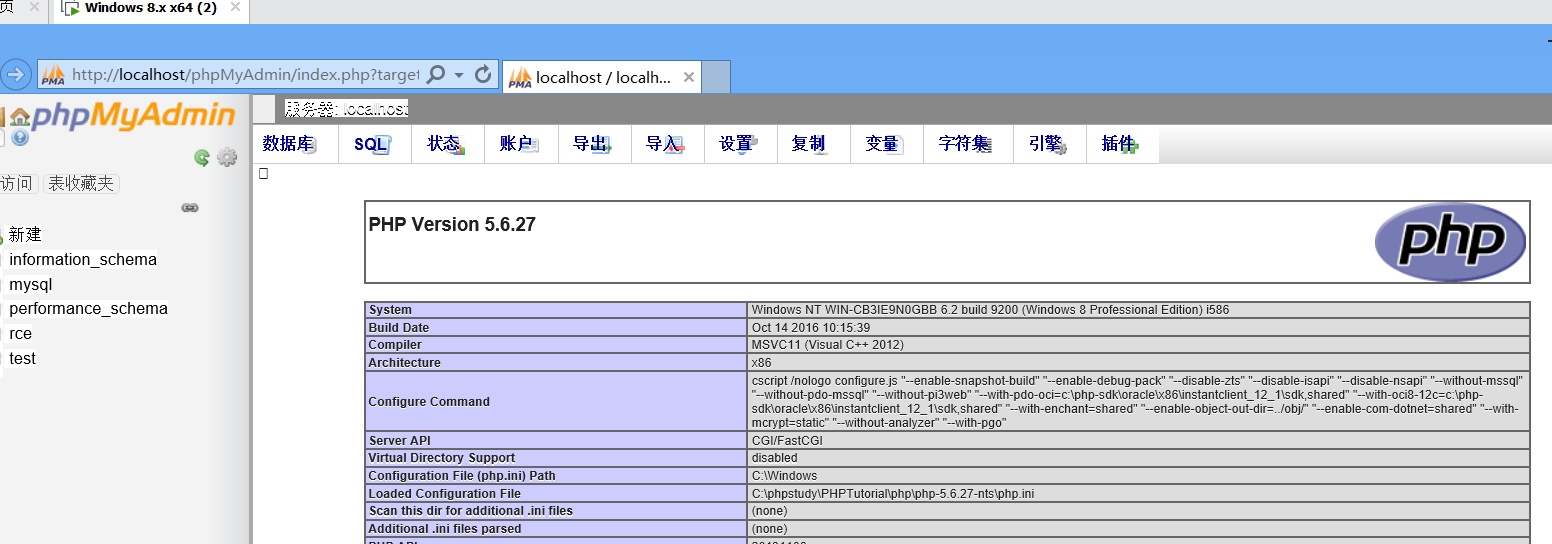 页
Windows 8.x x64 (2)
http://localhost/phpMyAdmin/index.php?target
localhost / localh...
PMA
PMA
phpMyAdmin
服务器: localhost
数据库
SQL
状态
账户
导出
导入
设置
复制
变量
字符集
引擎
插件
访问
表收藏夹
新建
information_schema
mysql
performance_schema
rce
test
PHP Version 5.6.27
php
System Windows NT WIN-CB3IE9N0GBB 6.2 build 9200 (Windows 8 Professional Edition) i586
Build Date Oct 14 2016 10:15:39
Compiler MSVC11 (Visual C++ 2012)
Architecture x86
Configure Command
cscript /nologo configure.js "--enable-snapshot-build" "--enable-debug-pack" "--disable-zts" "--disable-isapi" "--disable-nsapi" "--without-mssql"
"--without-pdo-mssql" "--without-pi3web" "--with-pdo-oci=c:\php-sdk\oracle\x86\instantclient_12_1\sdk,shared" "--with-oci8-12c=c:\php-
sdk\oracle\x86\instantclient_12_1\sdk,shared" "--with-enchant=shared" "--enable-object-out-dir=../obj/" "--enable-com-dotnet=shared" "--with-
mcrypt=static" "--without-analyzer" "--with-pgo"
Server API CGI/FastCGI
Virtual Directory Support disabled
Configuration File (php.ini) Path C:\Windows
Loaded Configuration File C:\phpstudy\PHPTutorial\php\php-5.6.27-nts\php.ini
Scan this dir for additional .ini files (none)
Additional .ini files parsed (none)